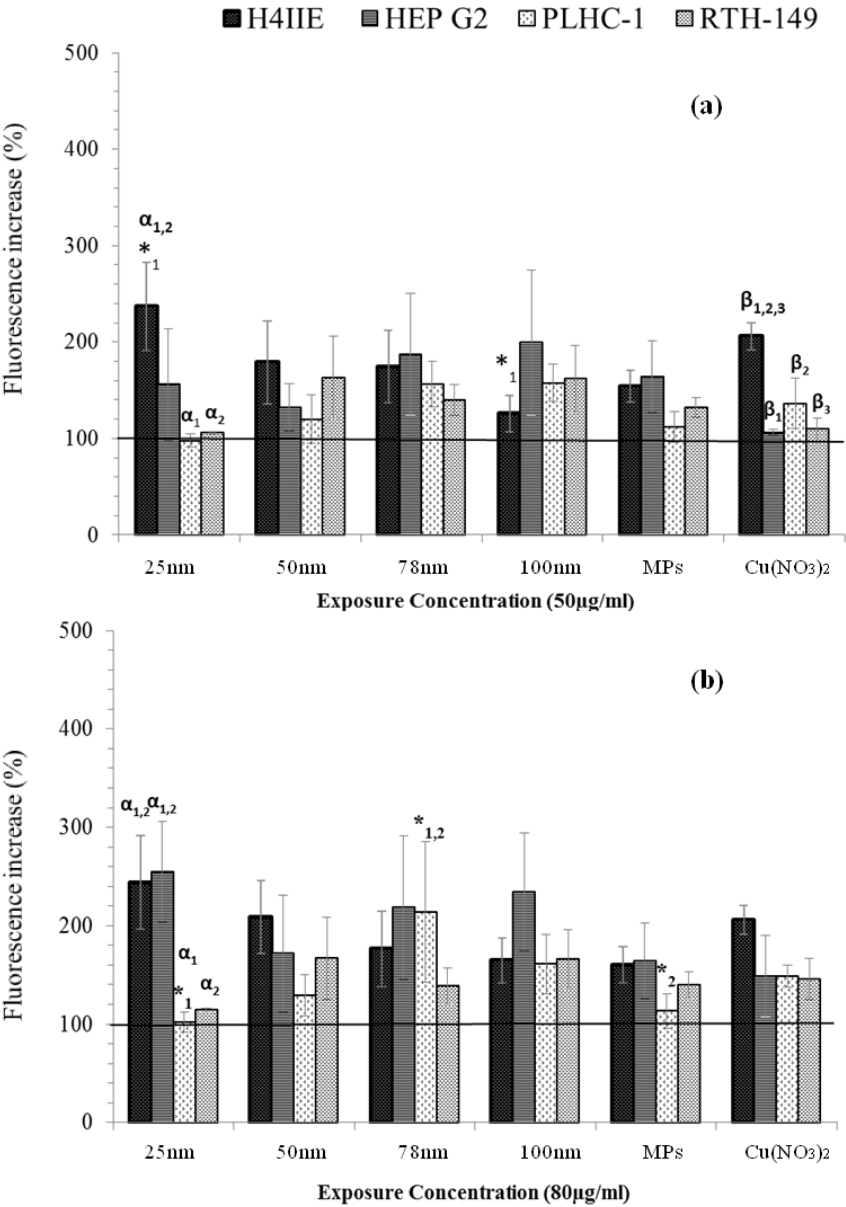 H4IIE HEP G2 PLHC-1 RTH-149
(a)
Fluorescence increase (%)
500
400
300
200
100
0
α1,2
*1
α1 α2
*1
β1,2,3
β1
β2
β3
25nm 50nm 78nm 100nm MPs Cu(NO3)2
Exposure Concentration (50µg/ml)
(b)
Fluorescence increase (%)
500
400
300
200
100
0
α1,2 α1,2
α1
*1
α2
*1,2
*2
25nm 50nm 78nm 100nm MPs Cu(NO3)2
Exposure Concentration (80µg/ml)